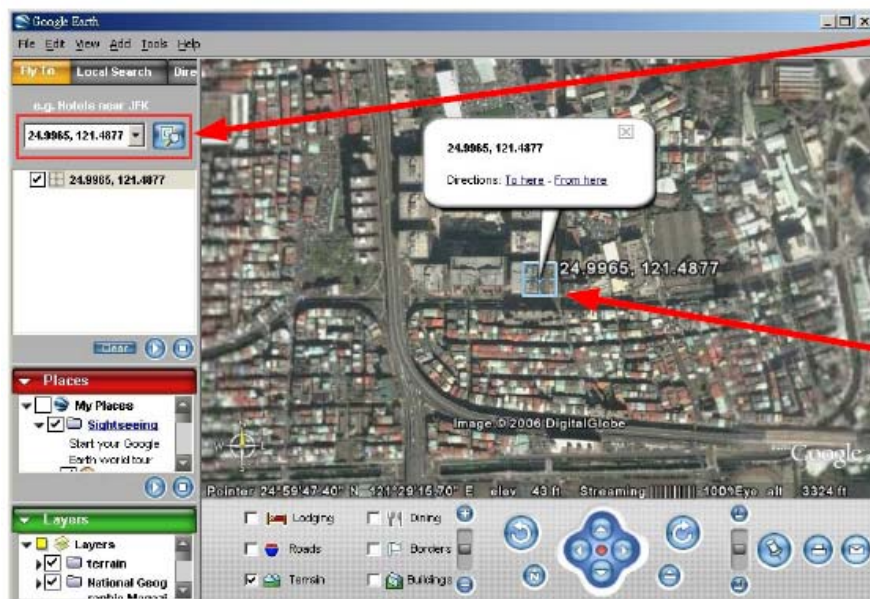 Google Earth
File Edit View Add Tools Help
Fly To Local Search Dire
e.g. Hotels near JFK
24.9965, 121.4877
24.9965, 121.4877
Clear
Places
My Places
Sightseeing
Start your Google
Earth world tour
Layers
Layers
terrain
National Geog
raphic Magazi
24.9965, 121.4877
Directions: To here - From here
24.9965, 121.4877
Image © 2006 DigitalGlobe
Google
Pointer 24°59'47.40" N 121°29'15.70" E elev 43 ft Streaming 100% Eye alt 3324 ft
Lodging Dining
Roads Borders
Terrain Buildings
N